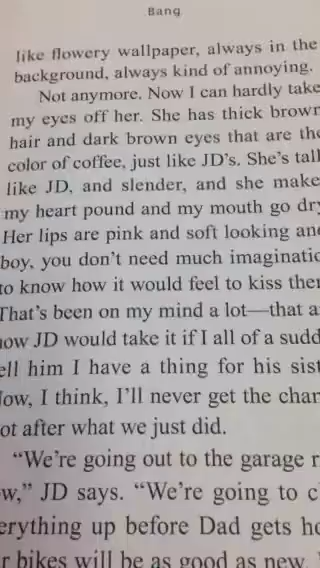 Bang
like flowery wallpaper, always in the
background, always kind of annoying.
Not anymore. Now I can hardly take
my eyes off her. She has thick brown
hair and dark brown eyes that are the
color of coffee, just like JD's. She's tall
like JD, and slender, and she make
my heart pound and my mouth go dry
Her lips are pink and soft looking and
boy, you don't need much imaginatio
to know how it would feel to kiss them
That's been on my mind a lot—that a
how JD would take it if I all of a sudd
ell him I have a thing for his sist
Now, I think, I'll never get the chan
ot after what we just did.
"We're going out to the garage r
w," JD says. "We're going to c
erything up before Dad gets ho
r bikes will be as good as new.